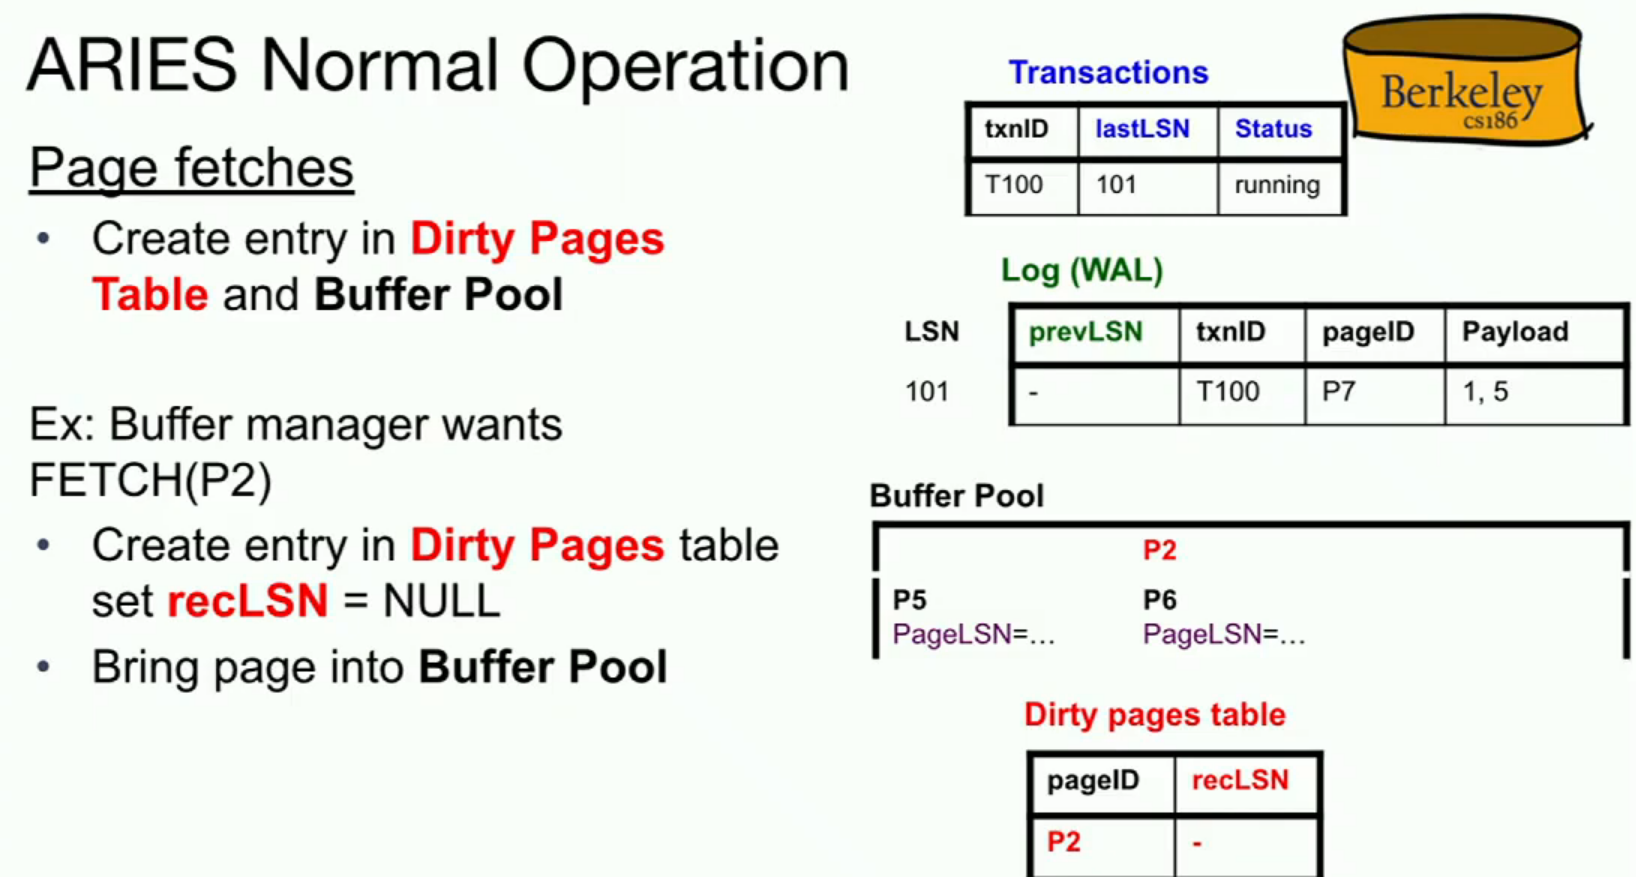 ARIES Normal Operation
Page fetches
• Create entry in Dirty Pages
Table and Buffer Pool
Ex: Buffer manager wants
FETCH(P2)
• Create entry in Dirty Pages table
set recLSN = NULL
• Bring page into Buffer Pool
Transactions
txnID lastLSN Status
T100 101 running
Berkeley
cs186
Log (WAL)
LSN prevLSN txnID pageID Payload
101 - T100 P7 1, 5
Buffer Pool
P2
P5 P6
PageLSN=... PageLSN=...
Dirty pages table
pageID recLSN
P2 -